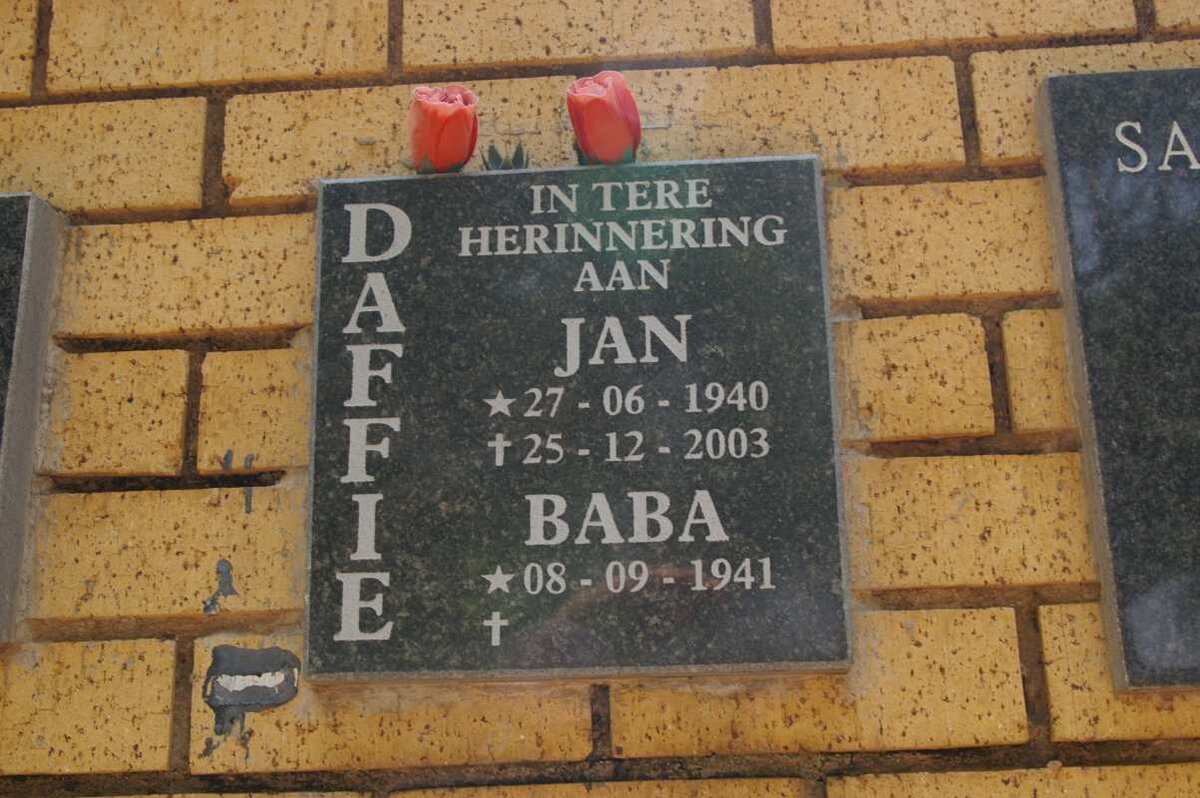 DAFFIE
IN TERE
HERINNERING
AAN
JAN
★ 27 - 06 - 1940
✝ 25 - 12 - 2003
BABA
★ 08 - 09 - 1941
✝
SA